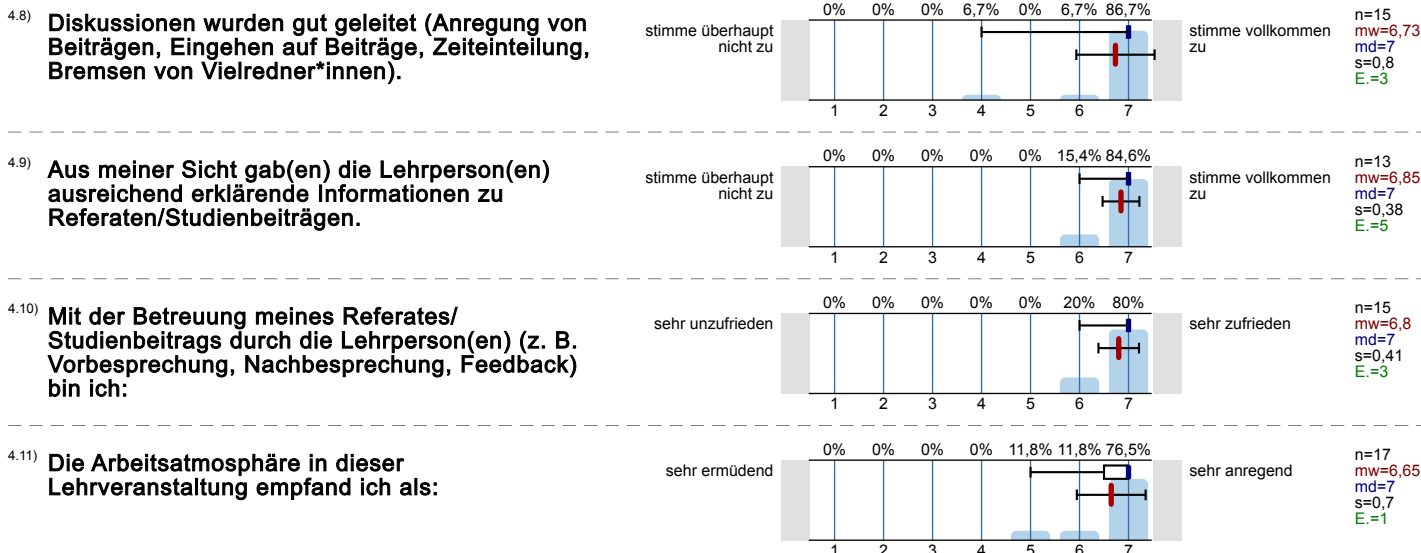 4.8) Diskussionen wurden gut geleitet (Anregung von
Beiträgen, Eingehen auf Beiträge, Zeiteinteilung,
Bremsen von Vielredner*innen).
stimme überhaupt
nicht zu
0% 0% 0% 6,7% 0% 6,7% 86,7%
1 2 3 4 5 6 7
stimme vollkommen
zu
n=15
mw=6,73
md=7
s=0,8
E.=3
4.9) Aus meiner Sicht gab(en) die Lehrperson(en)
ausreichend erklärende Informationen zu
Referaten/Studienbeiträgen.
stimme überhaupt
nicht zu
0% 0% 0% 0% 0% 15,4% 84,6%
1 2 3 4 5 6 7
stimme vollkommen
zu
n=13
mw=6,85
md=7
s=0,38
E.=5
4.10) Mit der Betreuung meines Referates/
Studienbeitrags durch die Lehrperson(en) (z. B.
Vorbesprechung, Nachbesprechung, Feedback)
bin ich:
sehr unzufrieden
0% 0% 0% 0% 0% 20% 80%
1 2 3 4 5 6 7
sehr zufrieden
n=15
mw=6,8
md=7
s=0,41
E.=3
4.11) Die Arbeitsatmosphäre in dieser
Lehrveranstaltung empfand ich als:
sehr ermüdend
0% 0% 0% 0% 11,8% 11,8% 76,5%
1 2 3 4 5 6 7
sehr anregend
n=17
mw=6,65
md=7
s=0,7
E.=1